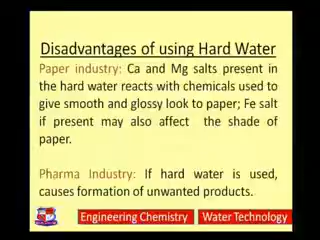 Disadvantages of using Hard Water
Paper industry: Ca and Mg salts present in
the hard water reacts with chemicals used to
give smooth and glossy look to paper; Fe salt
if present may also affect the shade of
paper.
Pharma Industry: If hard water is used,
causes formation of unwanted products.
Engineering Chemistry
Water Technology